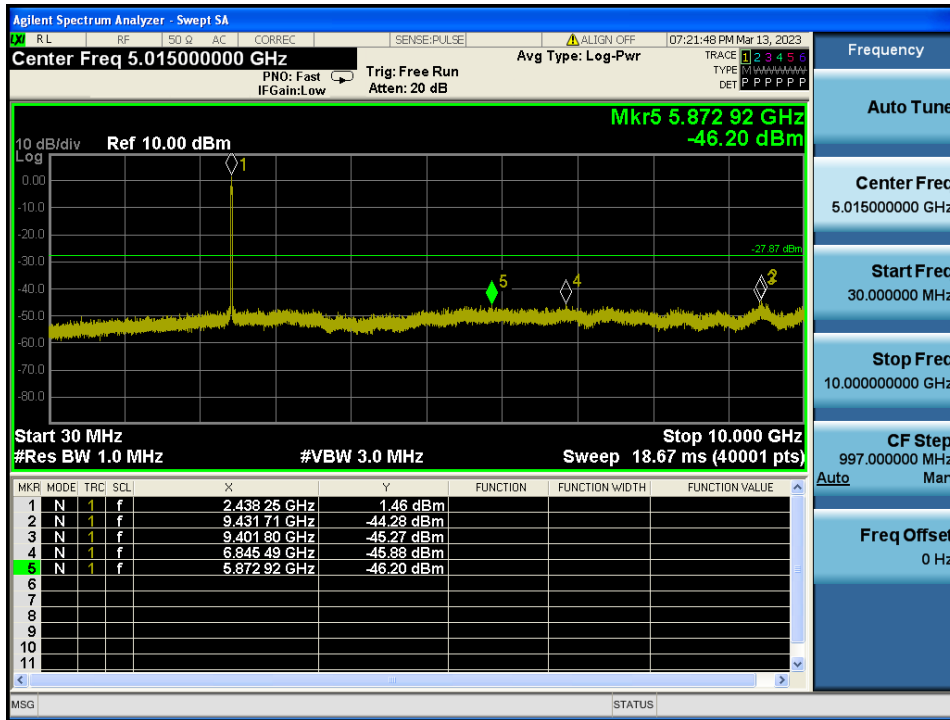 Agilent Spectrum Analyzer - Swept SA
LXI RL RF 50 Ω AC CORREC SENSE:PULSE ALIGN OFF 07:21:48 PM Mar 13, 2023
Center Freq 5.015000000 GHz
PNO: Fast
IFGain:Low
Trig: Free Run
Atten: 20 dB
Avg Type: Log-Pwr
TRACE 1 2 3 4 5 6
TYPE M
DET P P P P P P
Mkr5 5.872 92 GHz
-46.20 dBm
10 dB/div
Log
Ref 10.00 dBm
1
0.00
-10.0
-20.0
-27.87 dBm
-30.0
-40.0
5
4
2
-50.0
-60.0
-70.0
-80.0
Start 30 MHz
Stop 10.000 GHz
#Res BW 1.0 MHz
#VBW 3.0 MHz
Sweep 18.67 ms (40001 pts)
MKR MODE TRC SCL X Y FUNCTION FUNCTION WIDTH FUNCTION VALUE
1 N 1 f 2.438 25 GHz 1.46 dBm
2 N 1 f 9.431 71 GHz -44.28 dBm
3 N 1 f 9.401 80 GHz -45.27 dBm
4 N 1 f 6.845 49 GHz -45.88 dBm
5 N 1 f 5.872 92 GHz -46.20 dBm
6
7
8
9
10
11
MSG
STATUS
Frequency
Auto Tune
Center Freq
5.015000000 GHz
Start Freq
30.000000 MHz
Stop Freq
10.000000000 GHz
CF Step
997.000000 MHz
Auto Man
Freq Offset
0 Hz